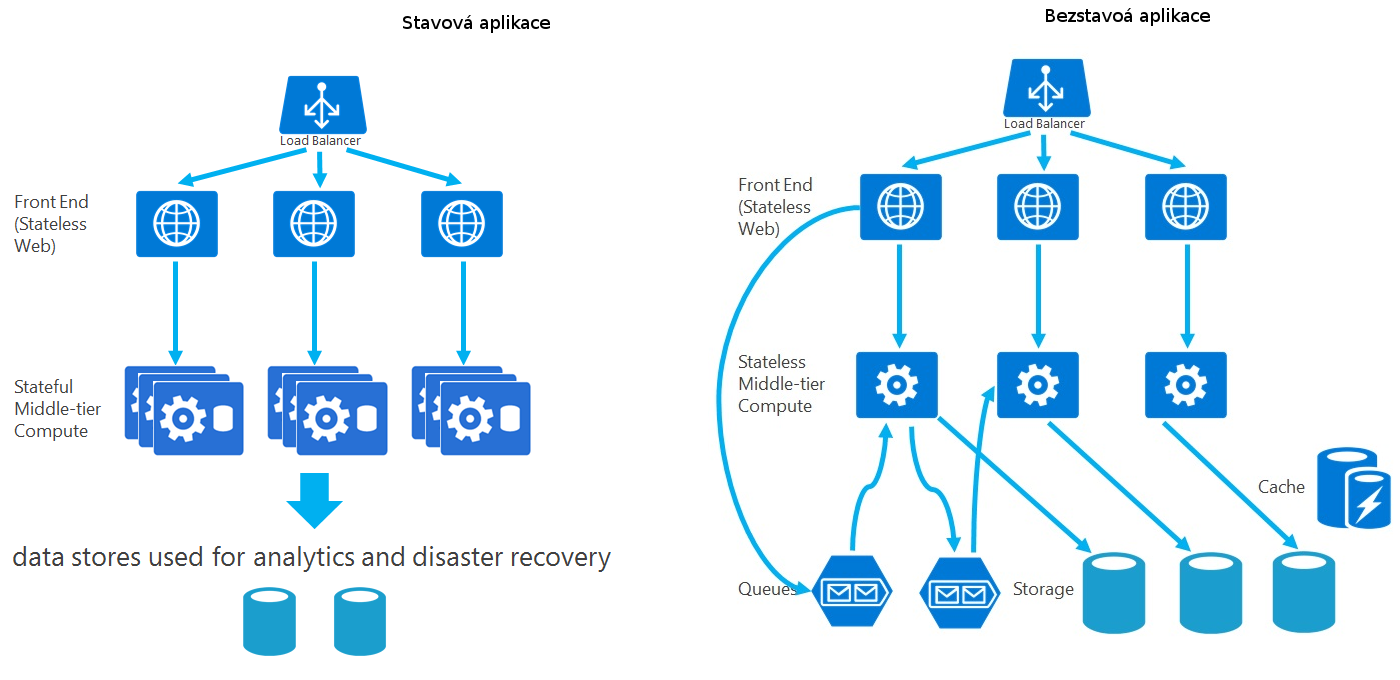 Stavová aplikace
Load Balancer
Front End
(Stateless
Web)
Stateful
Middle-tier
Compute
data stores used for analytics and disaster recovery
Bezstavoá aplikace
Load Balancer
Front End
(Stateless
Web)
Stateless
Middle-tier
Compute
Cache
Queues
Storage